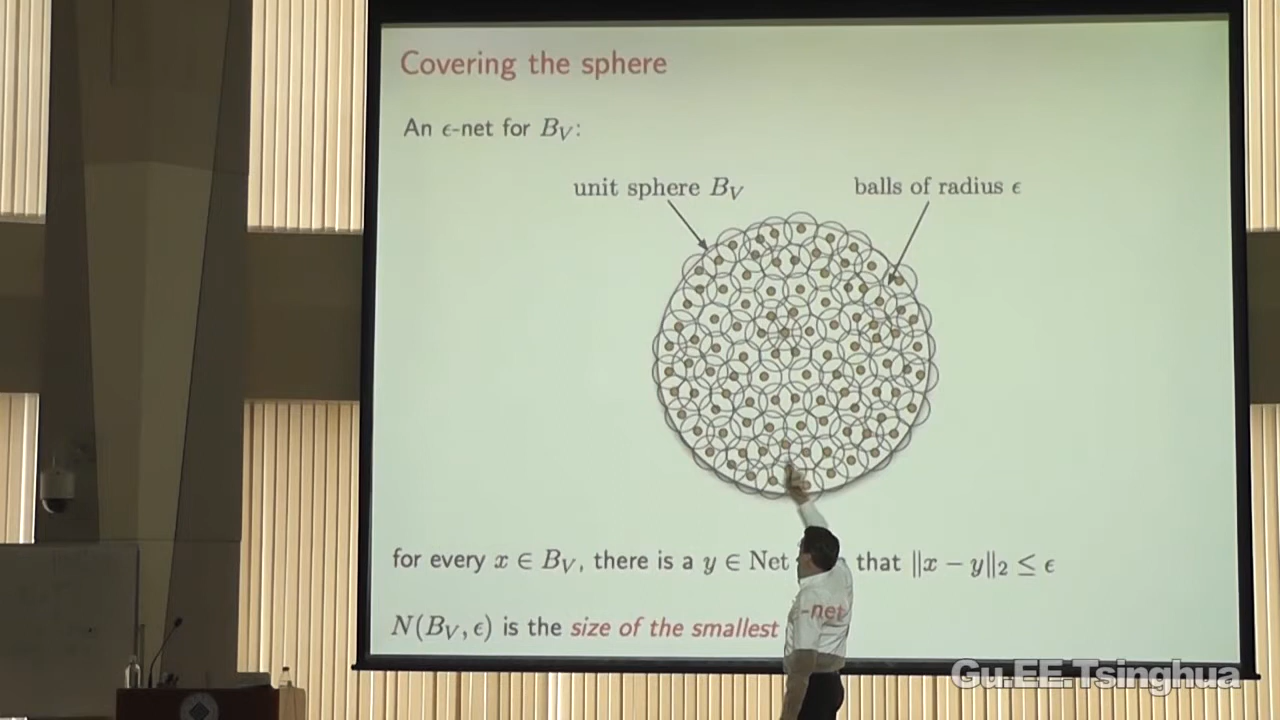 Covering the sphere
An ϵ-net for B_V:
unit sphere B_V
balls of radius ϵ
for every x ∈ B_V, there is a y ∈ Net that ‖x − y‖₂ ≤ ϵ
N(B_V, ϵ) is the size of the smallest -net
Gu.EE.Tsinghua